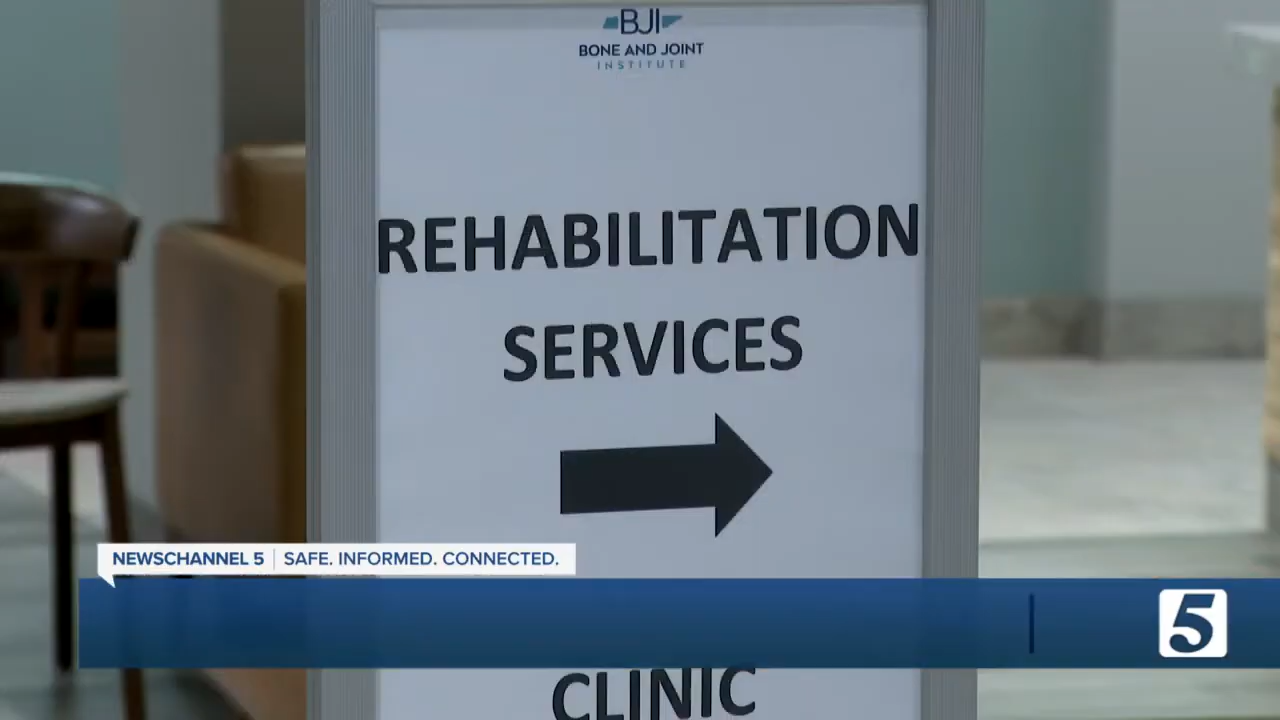 BJI
BONE AND JOINT
INSTITUTE
REHABILITATION
SERVICES
NEWSCHANNEL 5 | SAFE. INFORMED. CONNECTED.
5
CLINIC